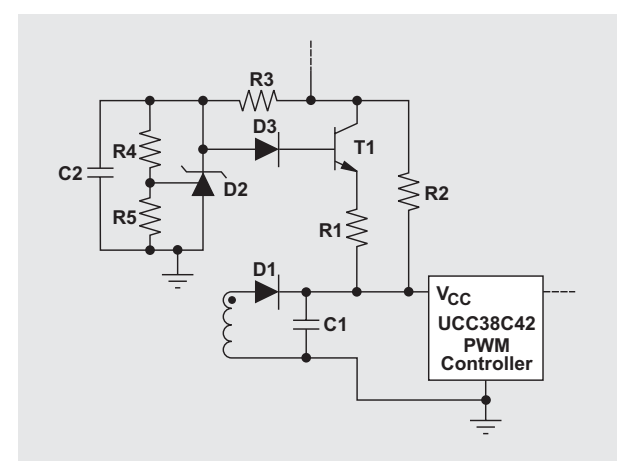 R3
D3
T1
R4
C2
D2
R2
R5
R1
D1
C1
VCC
UCC38C42
PWM
Controller